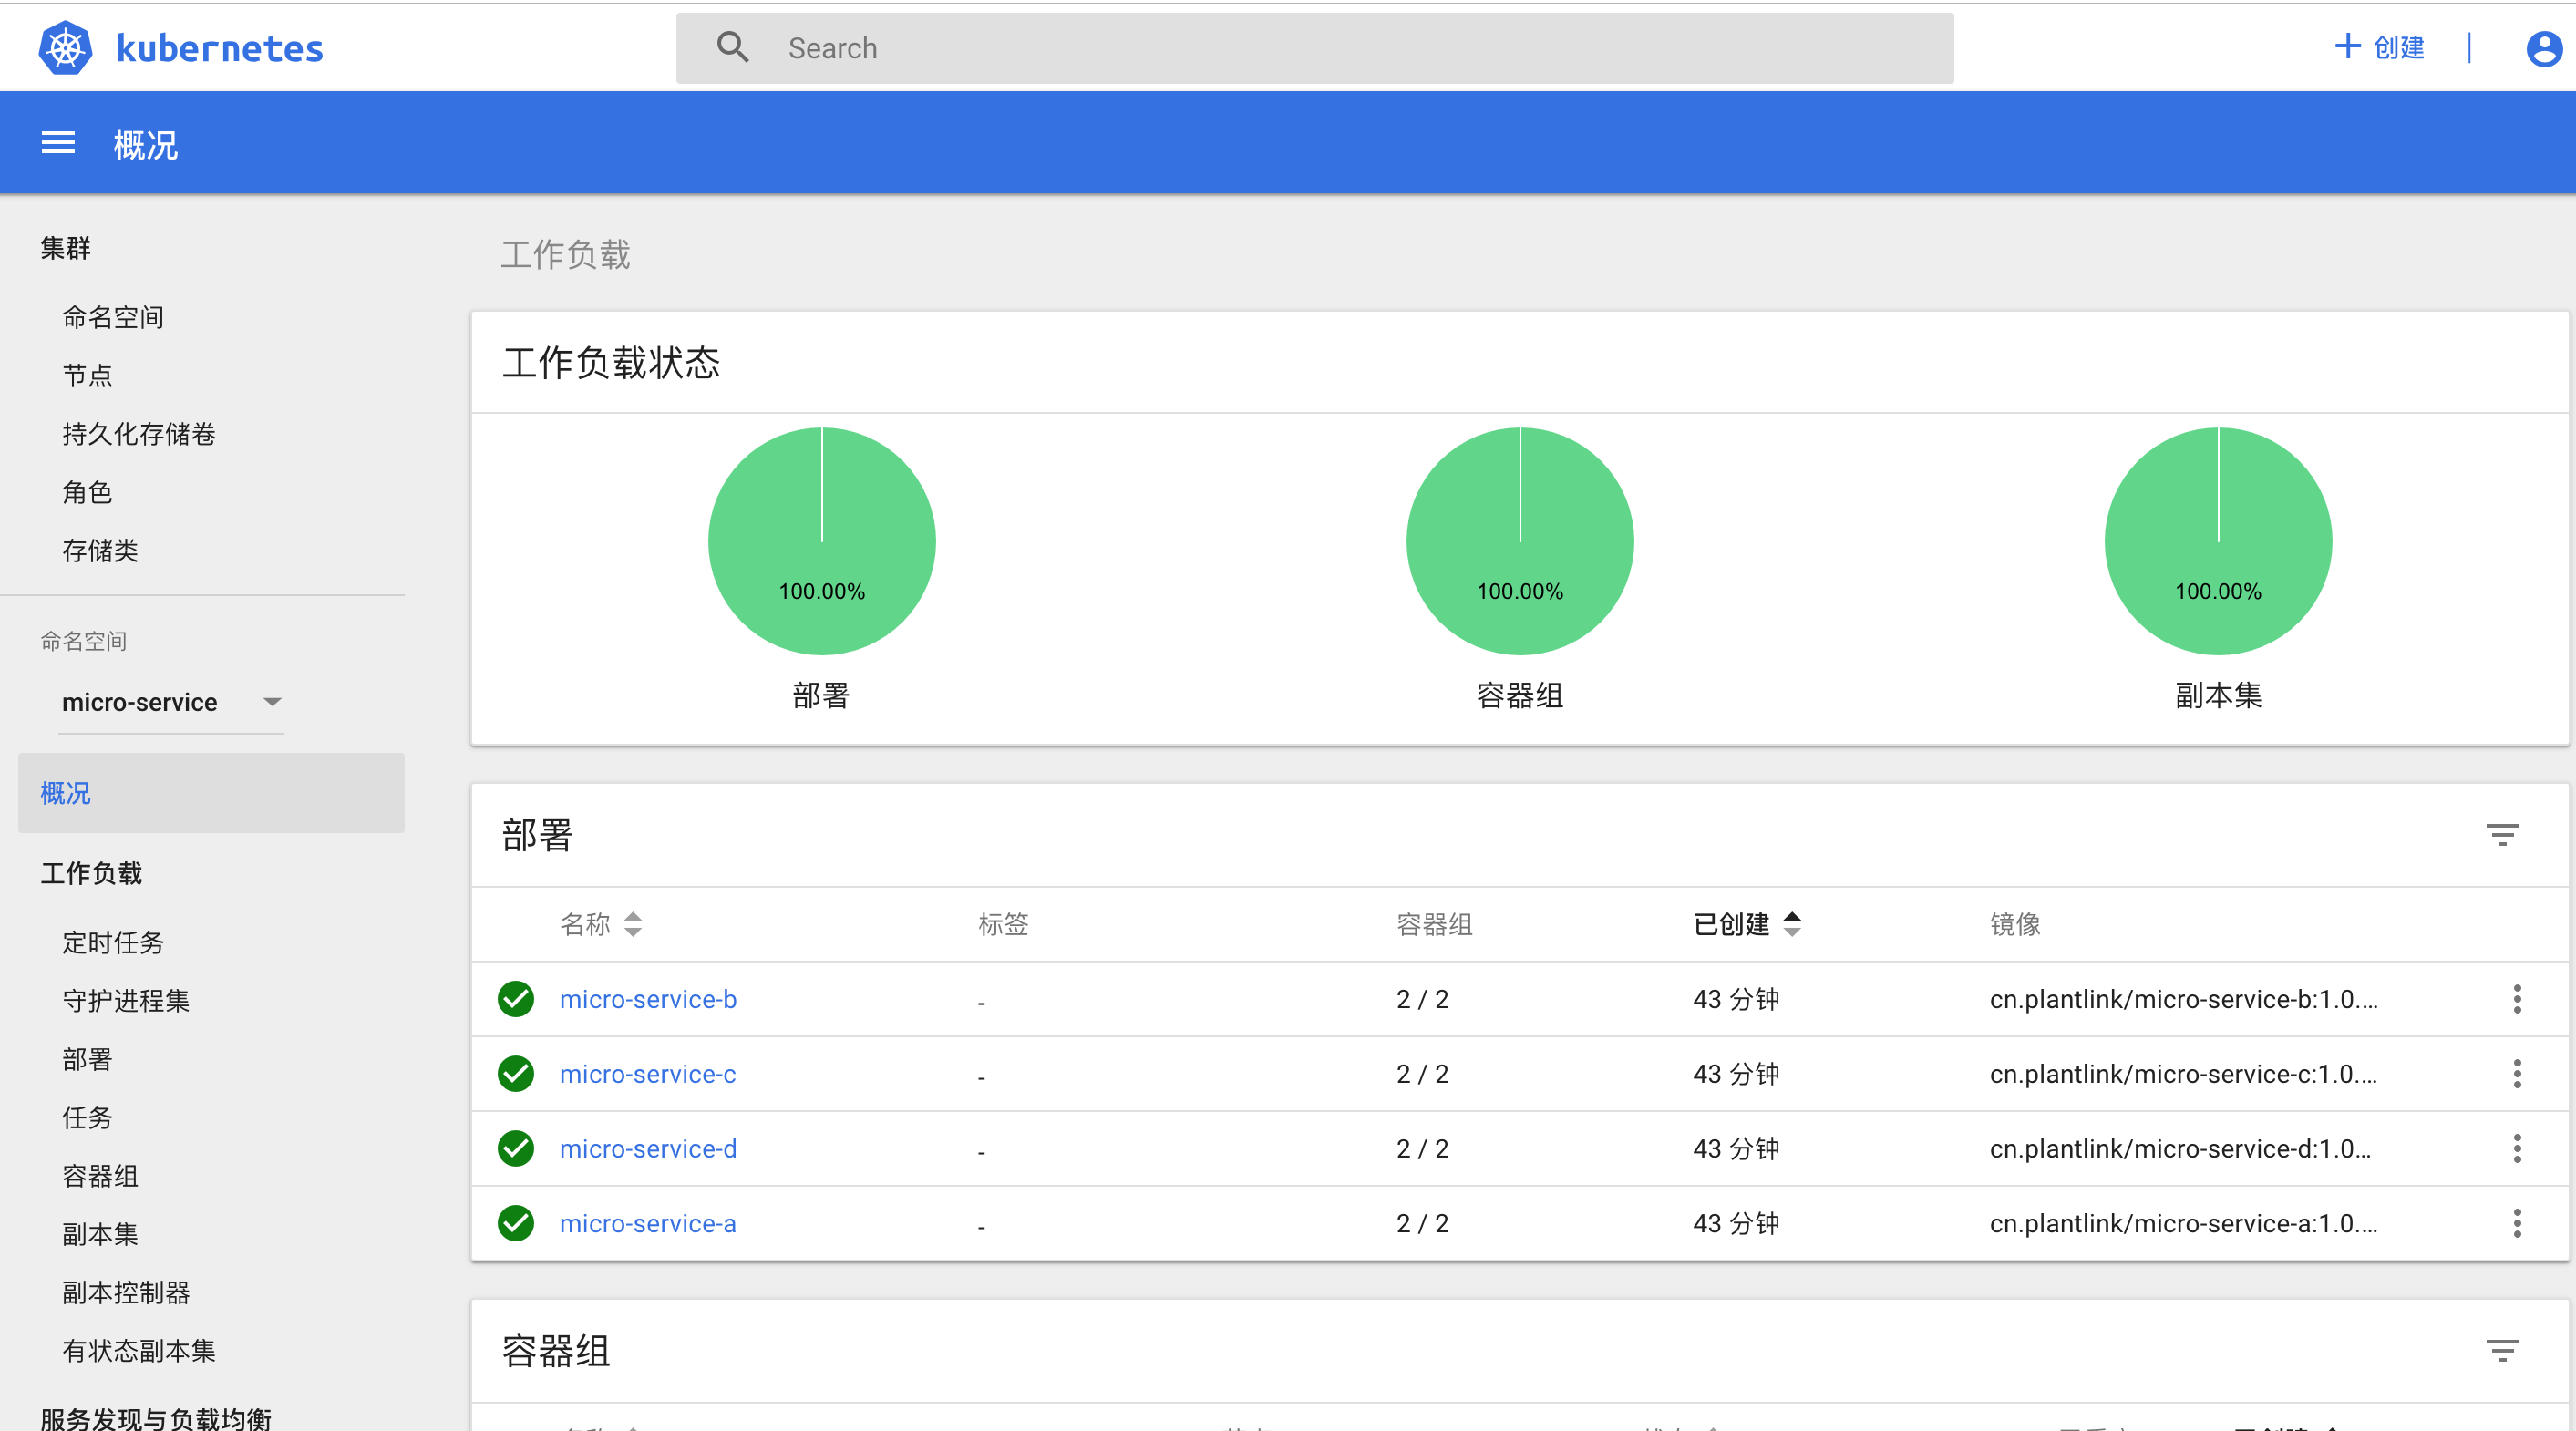 kubernetes
Search
创建
概况
集群
命名空间
节点
持久化存储卷
角色
存储类
命名空间
micro-service
概况
工作负载
定时任务
守护进程集
部署
任务
容器组
副本集
副本控制器
有状态副本集
服务发现与负载均衡
工作负载
工作负载状态
100.00% 100.00% 100.00%
部署 容器组 副本集
部署
名称 标签 容器组 已创建 镜像
micro-service-b - 2 / 2 43 分钟 cn.plantlink/micro-service-b:1.0....
micro-service-c - 2 / 2 43 分钟 cn.plantlink/micro-service-c:1.0....
micro-service-d - 2 / 2 43 分钟 cn.plantlink/micro-service-d:1.0...
micro-service-a - 2 / 2 43 分钟 cn.plantlink/micro-service-a:1.0....
容器组